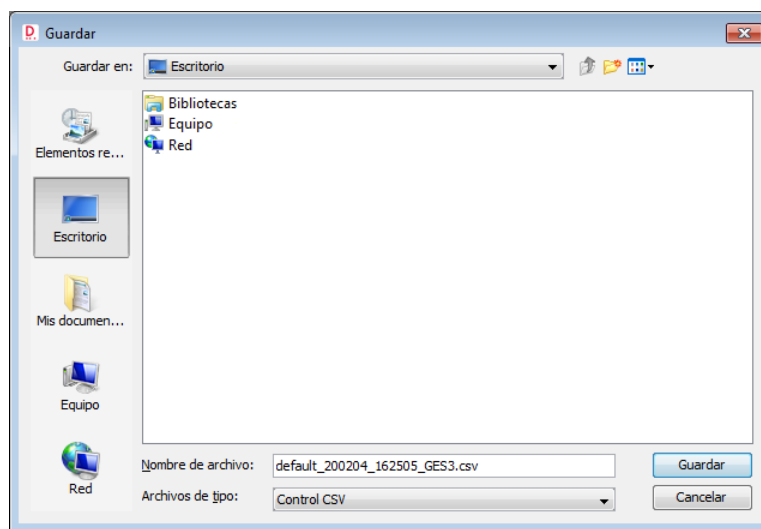 Guardar
Guardar en:
Escritorio
Elementos re...
Escritorio
Mis documen...
Equipo
Red
Bibliotecas
Equipo
Red
Nombre de archivo:
default_200204_162505_GES3.csv
Guardar
Archivos de tipo:
Control CSV
Cancelar